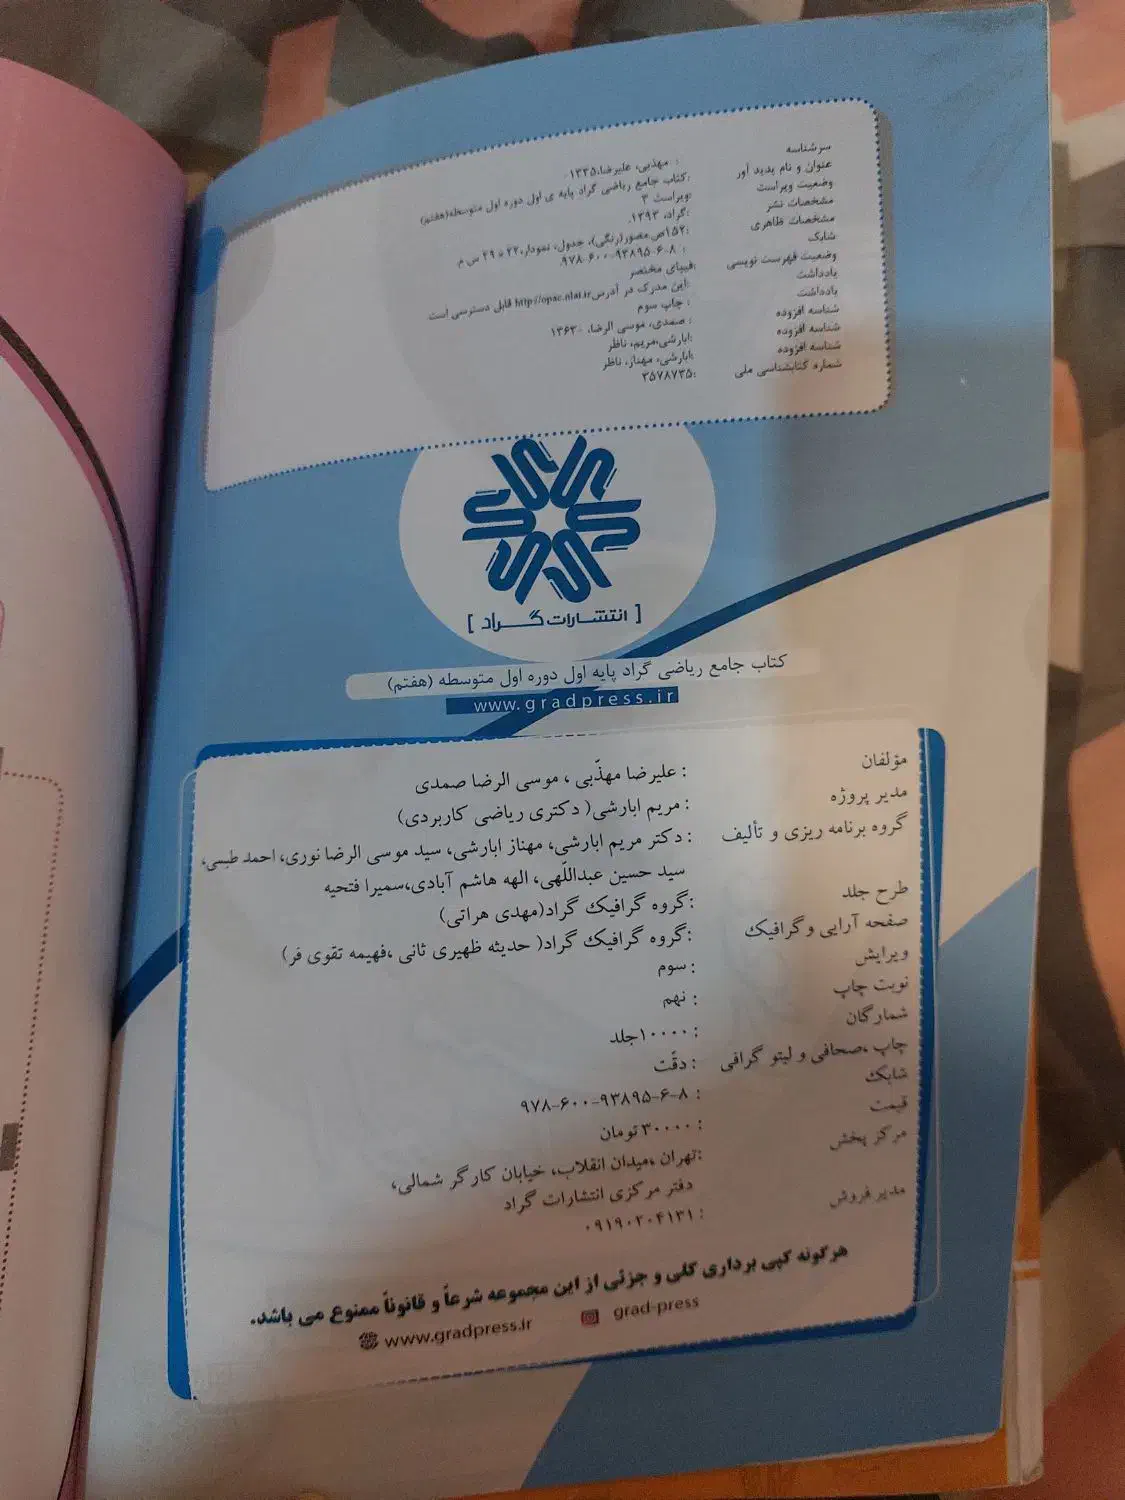 سرشناسه : مهذبی، علیرضا، ۱۳۳۵-
عنوان و نام پدید آور :کتاب جامع ریاضی گراد پایه ی اول دوره اول متوسطه(هفتم)
وضعیت ویراست :ویراست ۳
مشخصات نشر :گراد، ۱۳۹۳.
مشخصات ظاهری :۱۵۲ص.مصور(رنگی)، جدول، نمودار،۲۲ × ۲۹ س م.
شابک : ۹۷۸-۶۰۰-۹۳۸۹۵-۶-۸
وضعیت فهرست نویسی :فیپای مختصر
یادداشت :این مدرک در آدرس http://opac.nlai.ir قابل دسترسی است.
یادداشت : چاپ سوم
شناسه افزوده : صمدی، موسی الرضا، ۱۳۶۳-
شناسه افزوده :ابارشی،مریم، ناظر
شناسه افزوده :ابارشی، مهناز، ناظر
شماره کتابشناسی ملی :۳۵۷۸۷۳۵
[ انتشارات گراد ]
کتاب جامع ریاضی گراد پایه اول دوره اول متوسطه (هفتم)
www.gradpress.ir
مؤلفان : علیرضا مهذّبی ، موسی الرضا صمدی
مدیر پروژه : مریم ابارشی( دکتری ریاضی کاربردی)
گروه برنامه ریزی و تألیف : دکتر مریم ابارشی، مهناز ابارشی، سید موسی الرضا نوری، احمد طبسی،
سید حسین عبداللّهی، الهه هاشم آبادی،سمیرا فتحیه
طرح جلد :گروه گرافیک گراد(مهدی هراتی)
صفحه آرایی و گرافیک :گروه گرافیک گراد( حدیثه ظهیری ثانی ،فهیمه تقوی فر)
ویرایش : سوم
نوبت چاپ : نهم
شمارگان : ۱۰۰۰۰جلد
چاپ ،صحافی و لیتو گرافی : دقّت
شابک : ۹۷۸-۶۰۰-۹۳۸۹۵-۶-۸
قیمت : ۳۰۰۰۰تومان
مرکز پخش :تهران ،میدان انقلاب، خیابان کارگر شمالی،
دفتر مرکزی انتشارات گراد
مدیر فروش : ۰۹۱۹۰۲۰۴۱۳۱
هرگونه کپی برداری کلی و جزئی از این مجموعه شرعاً و قانوناً ممنوع می باشد.
www.gradpress.ir grad-press